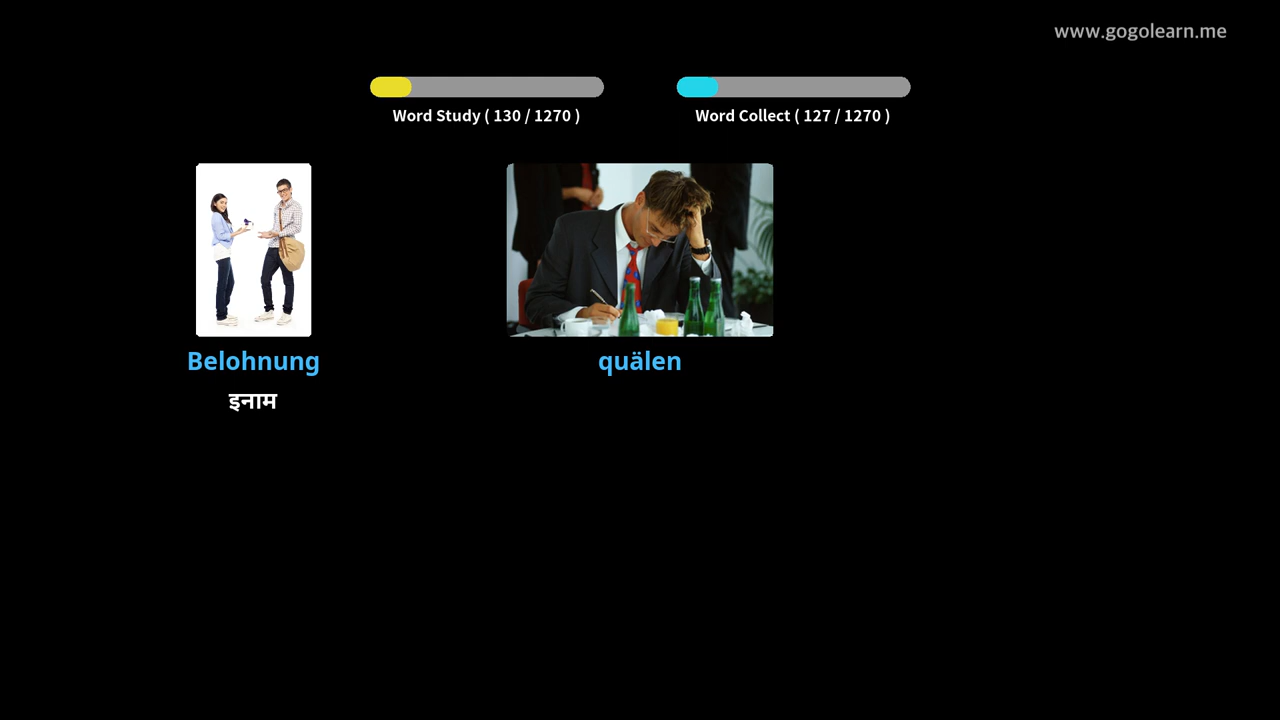 www.gogolearn.me
Word Study ( 130 / 1270 )
Word Collect ( 127 / 1270 )
Belohnung
इनाम
quälen